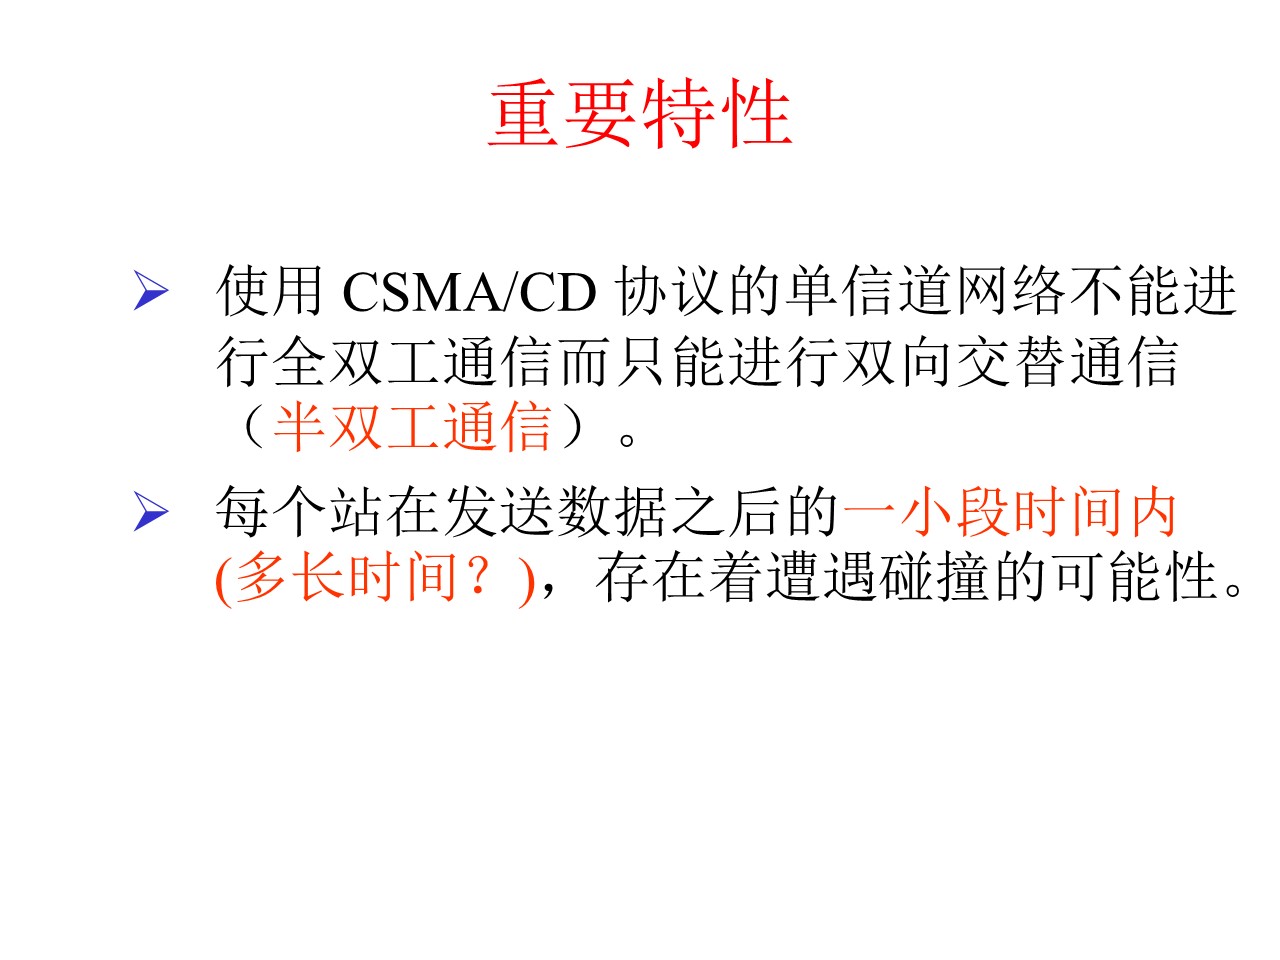 重要特性
使用 CSMA/CD 协议的单信道网络不能进
行全双工通信而只能进行双向交替通信
（半双工通信）。
每个站在发送数据之后的一小段时间内
(多长时间？)，存在着遭遇碰撞的可能性。